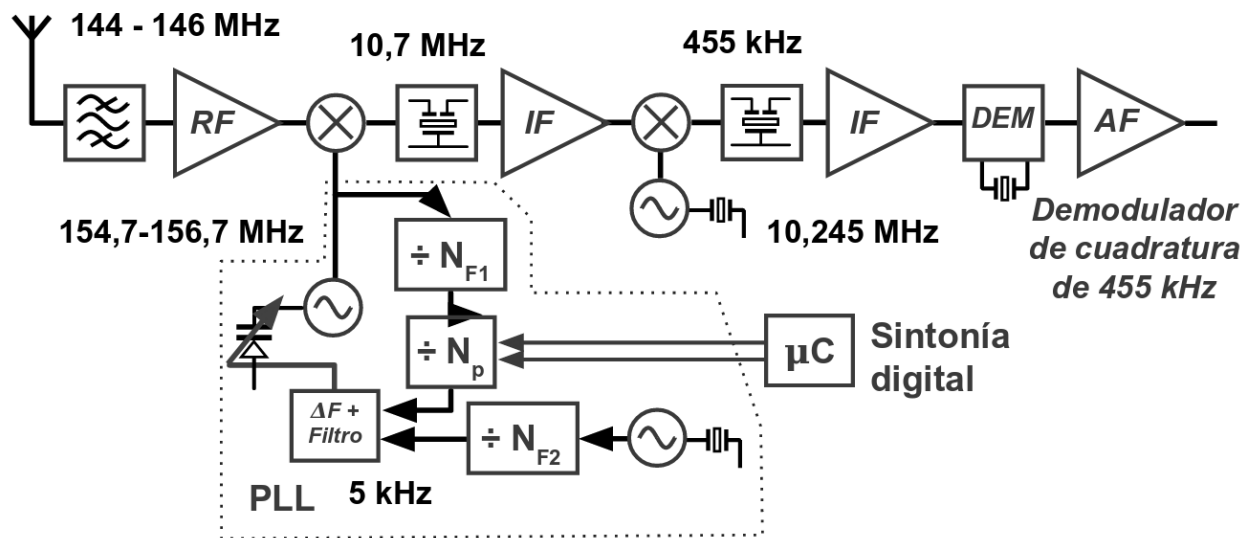 144 - 146 MHz
10,7 MHz
455 kHz
RF
IF
IF
DEM
AF
154,7-156,7 MHz
÷ NF1
10,245 MHz
Demodulador
de cuadratura
de 455 kHz
÷ Np
µC
Sintonía
digital
ΔF +
Filtro
÷ NF2
PLL
5 kHz